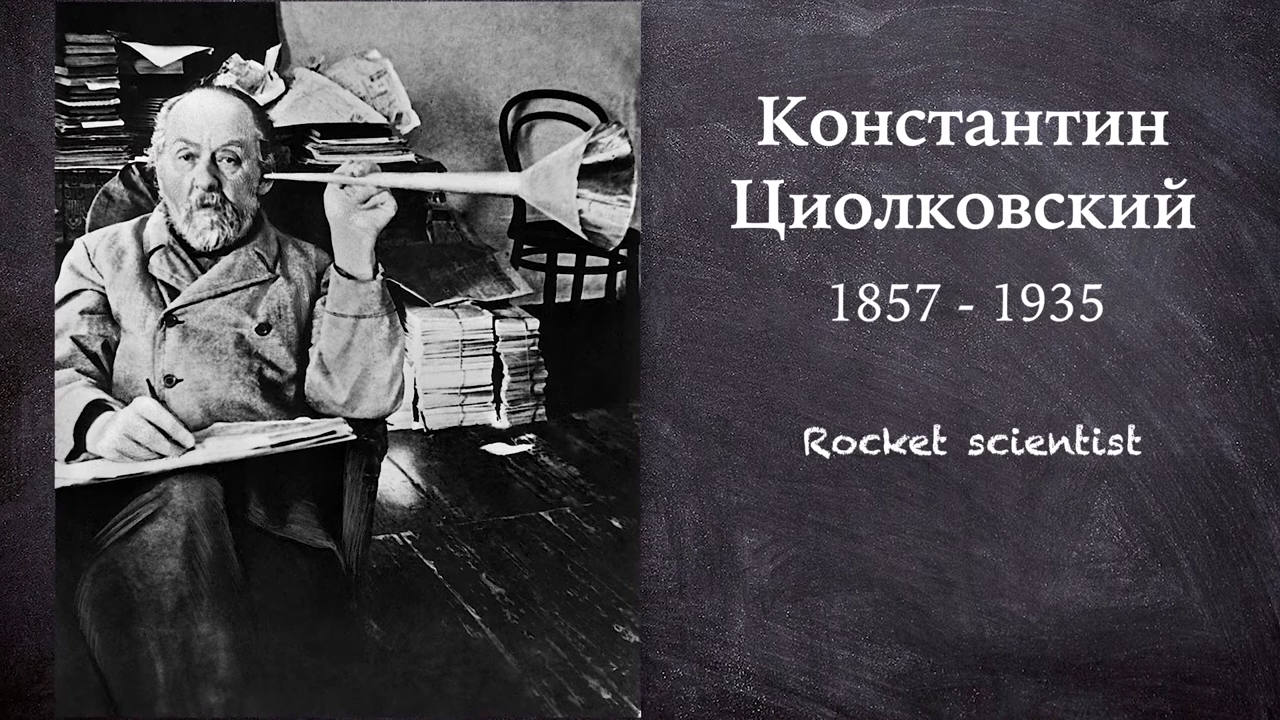 Константин
Циолковский
1857 - 1935
Rocket scientist